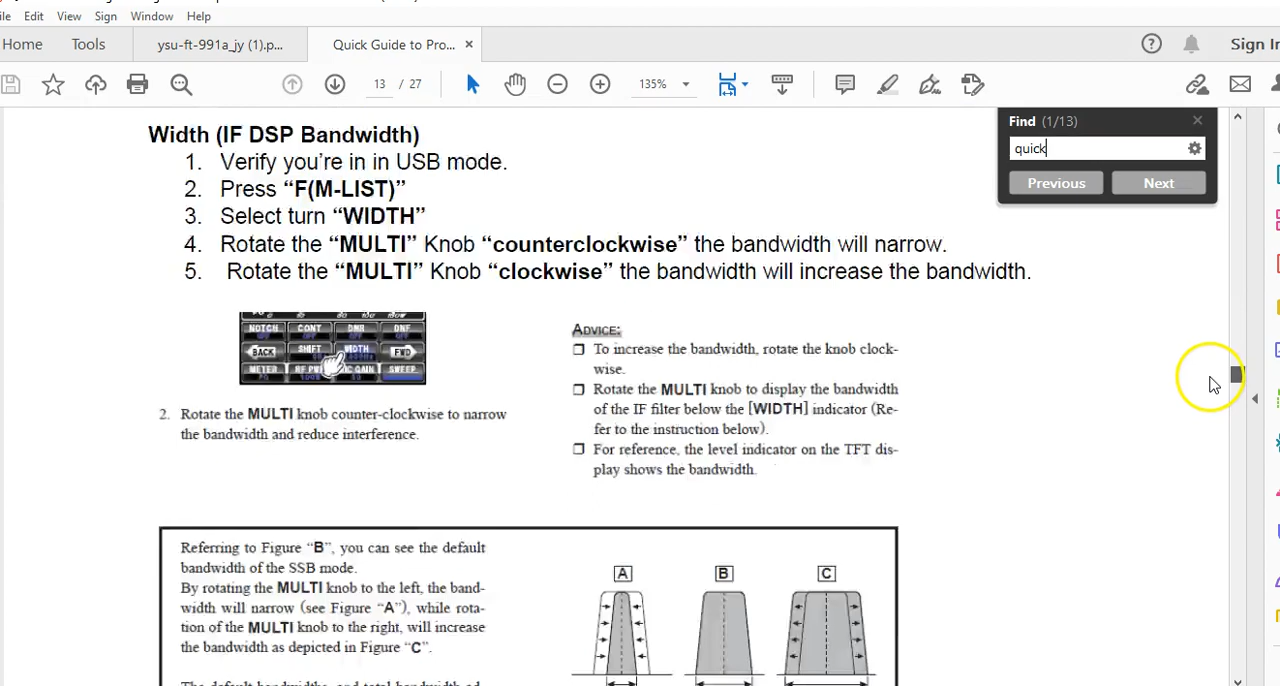 ile Edit View Sign Window Help
Home Tools ysu-ft-991a_jy (1).p... Quick Guide to Pro... × Sign In
13 / 27 135%
Find (1/13)
quick
Previous Next
Width (IF DSP Bandwidth)
1. Verify you're in in USB mode.
2. Press “F(M-LIST)”
3. Select turn “WIDTH”
4. Rotate the “MULTI” Knob “counterclockwise” the bandwidth will narrow.
5. Rotate the “MULTI” Knob “clockwise” the bandwidth will increase the bandwidth.
NOTCH CONT DNR DNF
BACK SHIFT WIDTH FWD
METER RF PWR SWEEP
2. Rotate the MULTI knob counter-clockwise to narrow
the bandwidth and reduce interference.
ADVICE:
To increase the bandwidth, rotate the knob clock-
wise.
Rotate the MULTI knob to display the bandwidth
of the IF filter below the [WIDTH] indicator (Re-
fer to the instruction below).
For reference, the level indicator on the TFT dis-
play shows the bandwidth.
Referring to Figure “B”, you can see the default
bandwidth of the SSB mode.
By rotating the MULTI knob to the left, the band-
width will narrow (see Figure “A”), while rota-
tion of the MULTI knob to the right, will increase
the bandwidth as depicted in Figure “C”.
A B C